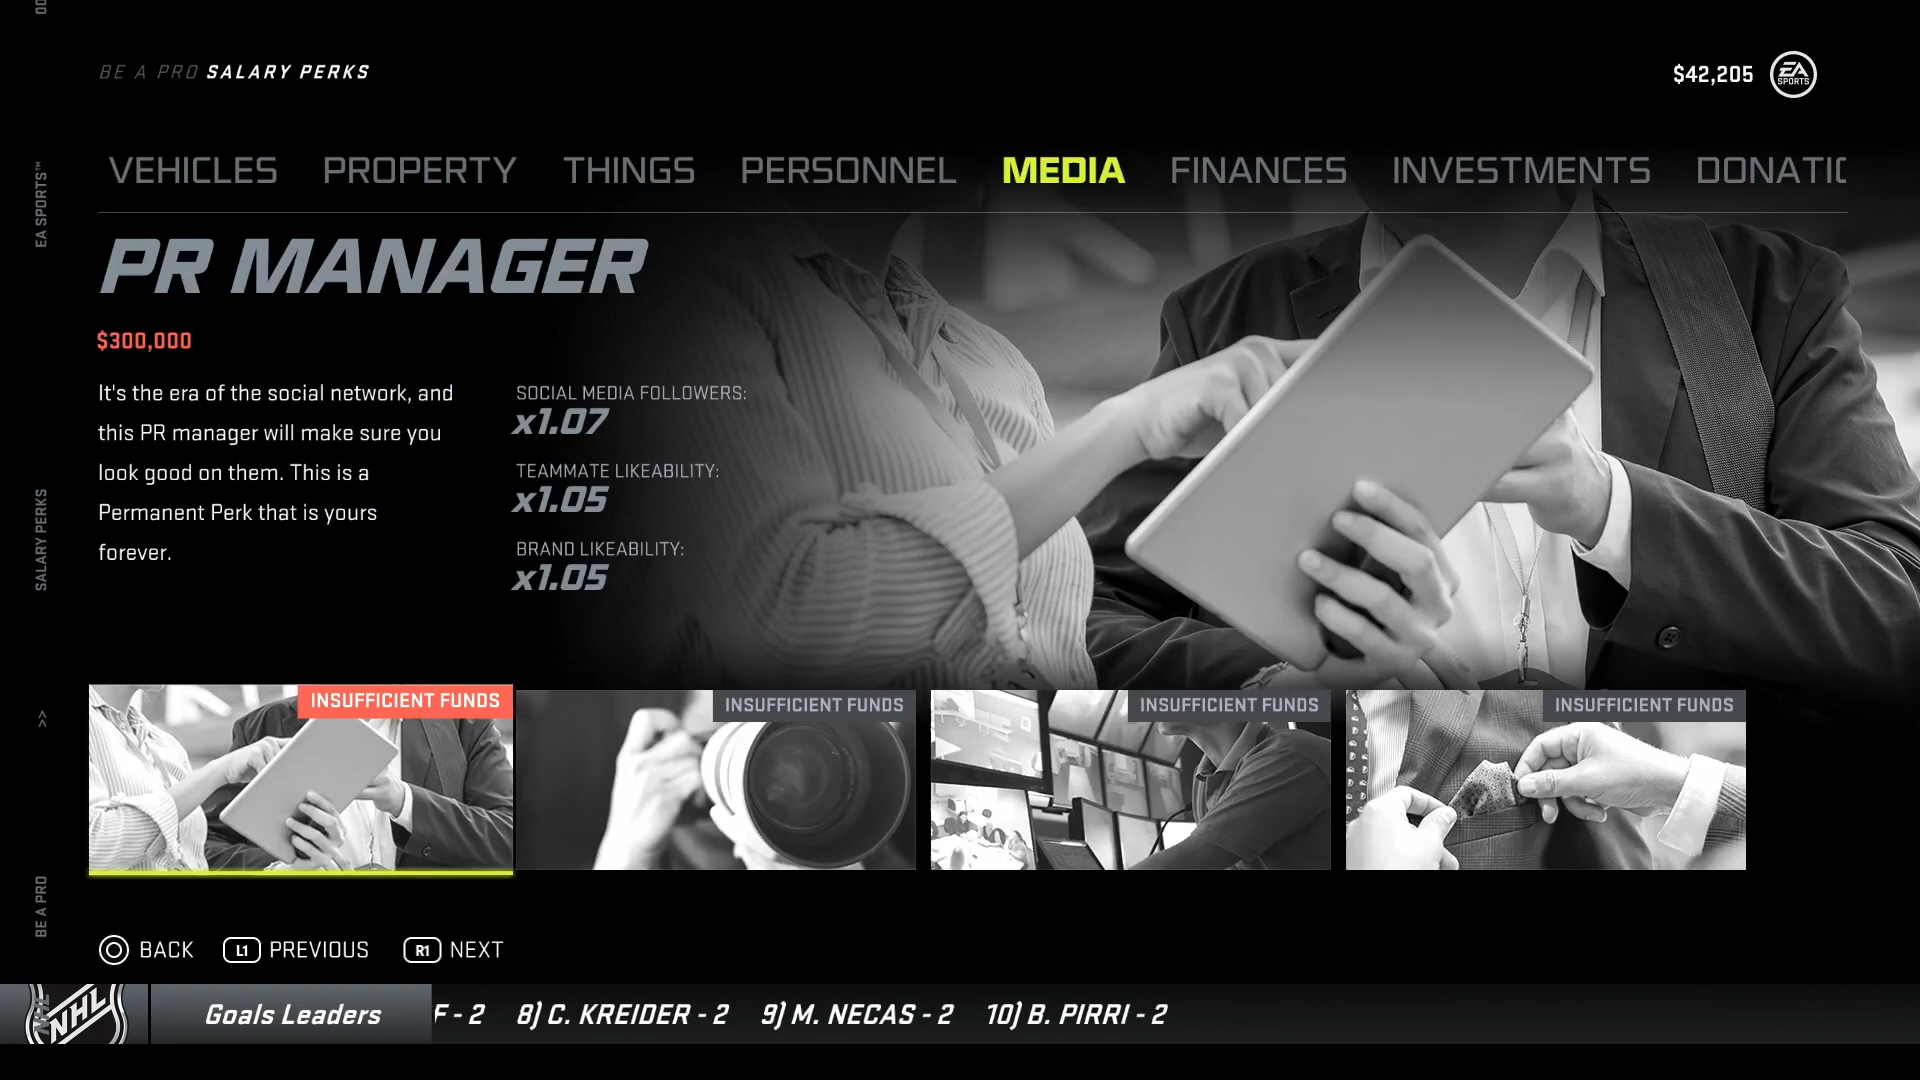 BE A PRO SALARY PERKS
$42,205
EA SPORTS
VEHICLES PROPERTY THINGS PERSONNEL MEDIA FINANCES INVESTMENTS DONATIC
PR MANAGER
$300,000
It's the era of the social network, and
this PR manager will make sure you
look good on them. This is a
Permanent Perk that is yours
forever.
SOCIAL MEDIA FOLLOWERS:
x1.07
TEAMMATE LIKEABILITY:
x1.05
BRAND LIKEABILITY:
x1.05
INSUFFICIENT FUNDS
INSUFFICIENT FUNDS
INSUFFICIENT FUNDS
INSUFFICIENT FUNDS
BACK L1 PREVIOUS R1 NEXT
NHL
Goals Leaders
F - 2 8) C. KREIDER - 2 9) M. NECAS - 2 10) B. PIRRI - 2
NHL
BE A PRO
>>
SALARY PERKS
EA SPORTS™